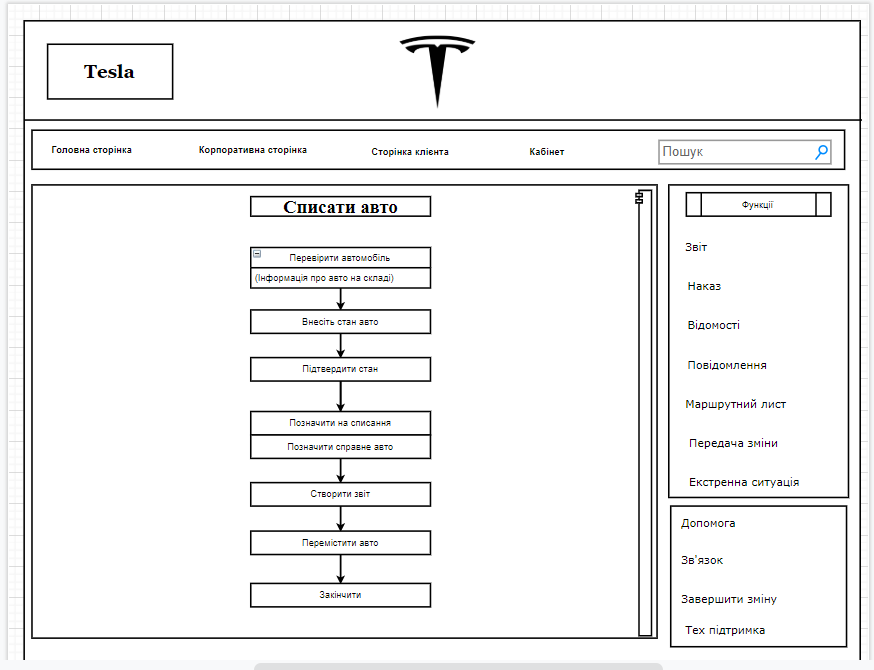 Tesla
Головна сторінка
Корпоративна сторінка
Сторінка клієнта
Кабінет
Пошук
Списати авто
Перевірити автомобіль
(Інформація про авто на складі)
Внесіть стан авто
Підтвердити стан
Позначити на списання
Позначити справне авто
Створити звіт
Перемістити авто
Закінчити
Функції
Звіт
Наказ
Відомості
Повідомлення
Маршрутний лист
Передача зміни
Екстренна ситуація
Допомога
Зв'язок
Завершити зміну
Тех підтримка